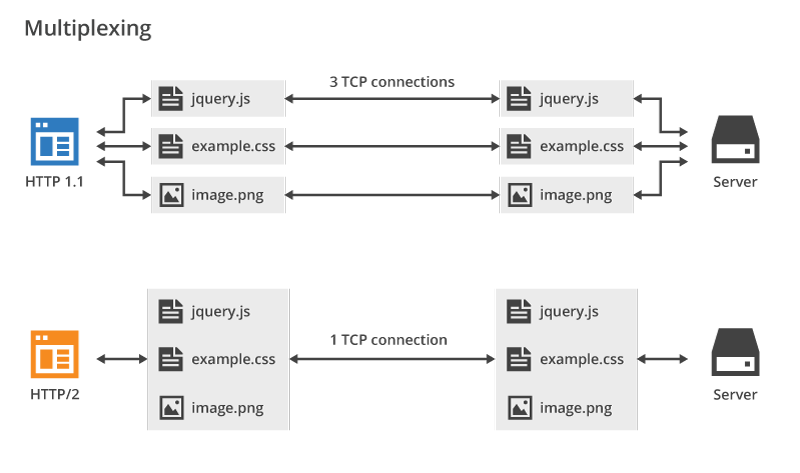 Multiplexing
3 TCP connections
jquery.js
jquery.js
example.css
example.css
HTTP 1.1
Server
image.png
image.png
jquery.js
jquery.js
1 TCP connection
example.css
example.css
HTTP/2
Server
image.png
image.png